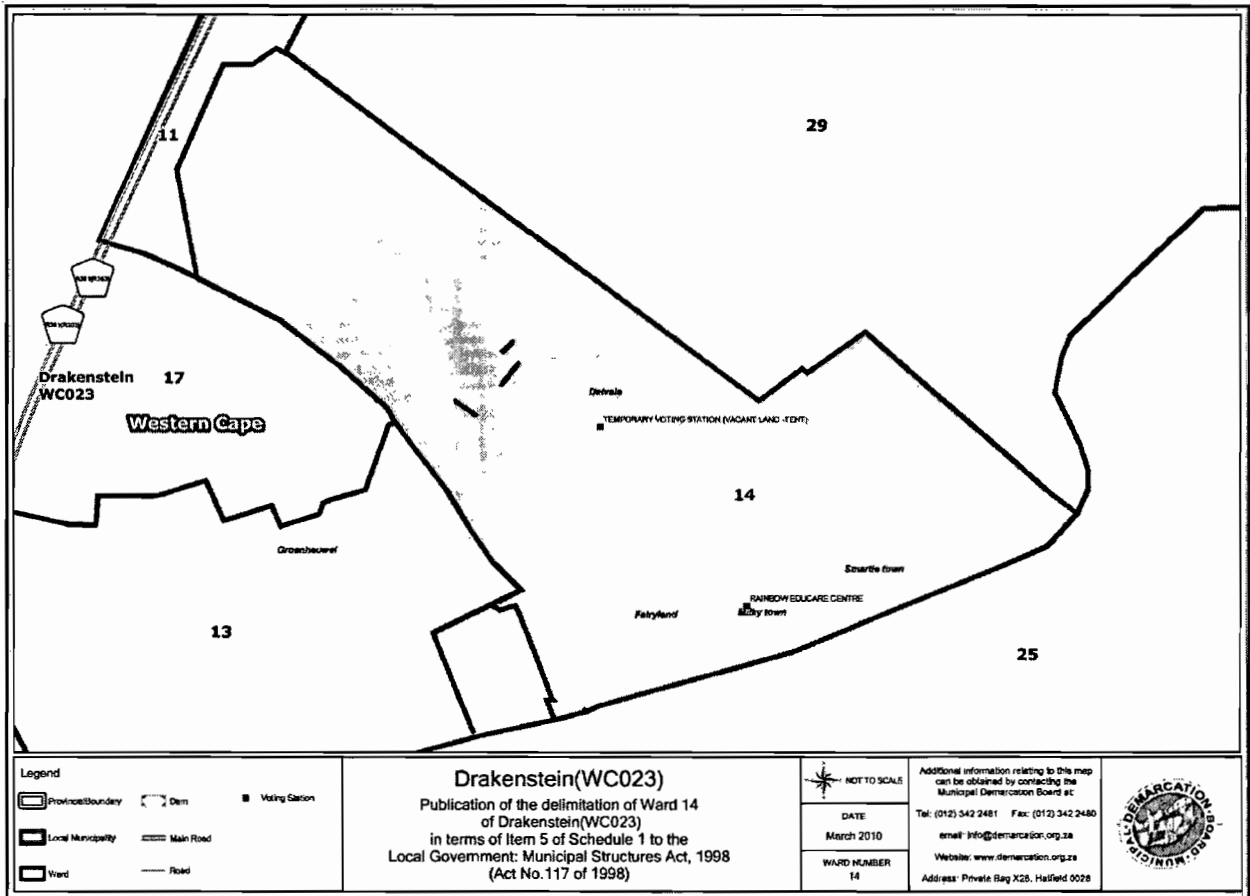 11
29
Drakenstein
WC023
17
Western Cape
TEMPORARY VOTING STATION (VACANT LAND -TENT)
14
Groenheuwel
Smartie town
RAINBOW EDUCARE CENTRE
Fairyland
13
25
Legend
Provincial Boundary
Dam
Voting Station
Local Municipality
Main Road
Ward
Road
Drakenstein(WC023)
Publication of the delimitation of Ward 14
of Drakenstein(WC023)
in terms of Item 5 of Schedule 1 to the
Local Government: Municipal Structures Act, 1998
(Act No.117 of 1998)
NOT TO SCALE
DATE
March 2010
WARD NUMBER
14
Additional information relating to this map
can be obtained by contacting the
Municipal Demarcation Board at:
Tel: (012) 342 2481 Fax: (012) 342 2480
email: info@demarcation.org.za
Website: www.demarcation.org.za
Address: Private Bag X28, Hatfield 0028
MUNICIPAL DEMARCATION BOARD